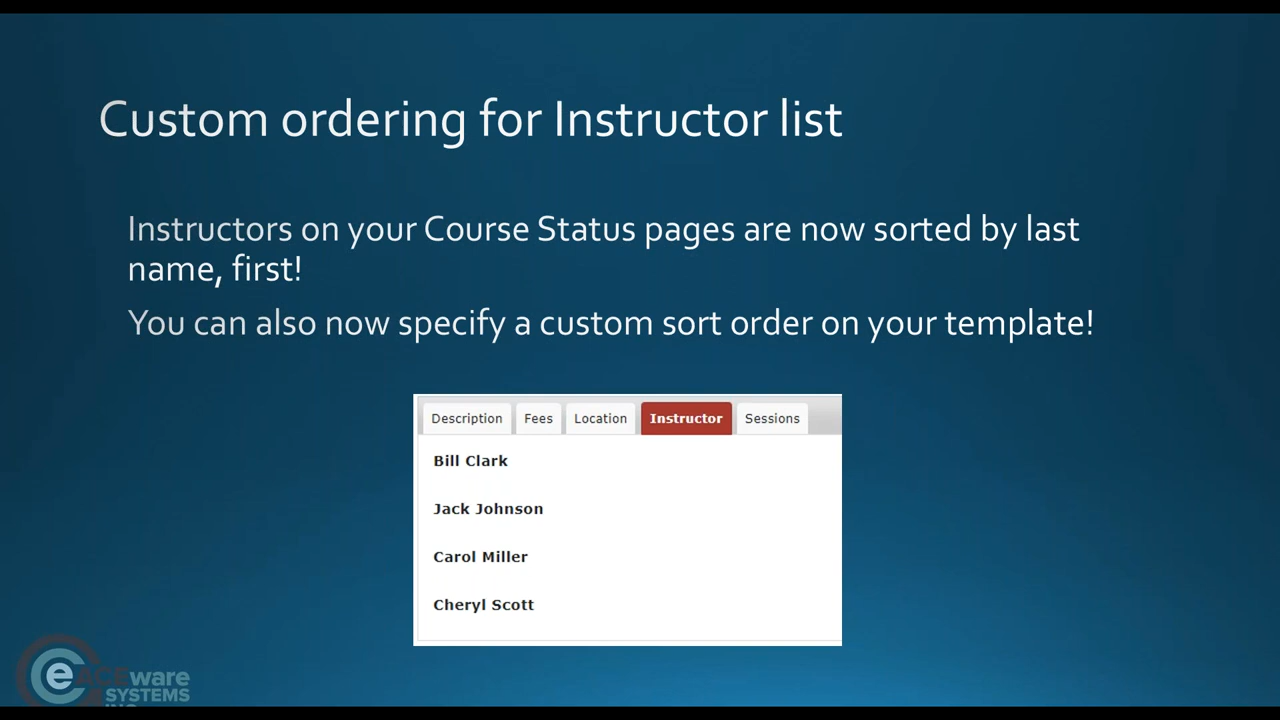 Custom ordering for Instructor list
Instructors on your Course Status pages are now sorted by last
name, first!
You can also now specify a custom sort order on your template!
Description Fees Location Instructor Sessions
Bill Clark
Jack Johnson
Carol Miller
Cheryl Scott
e ACEware
SYSTEMS
INC